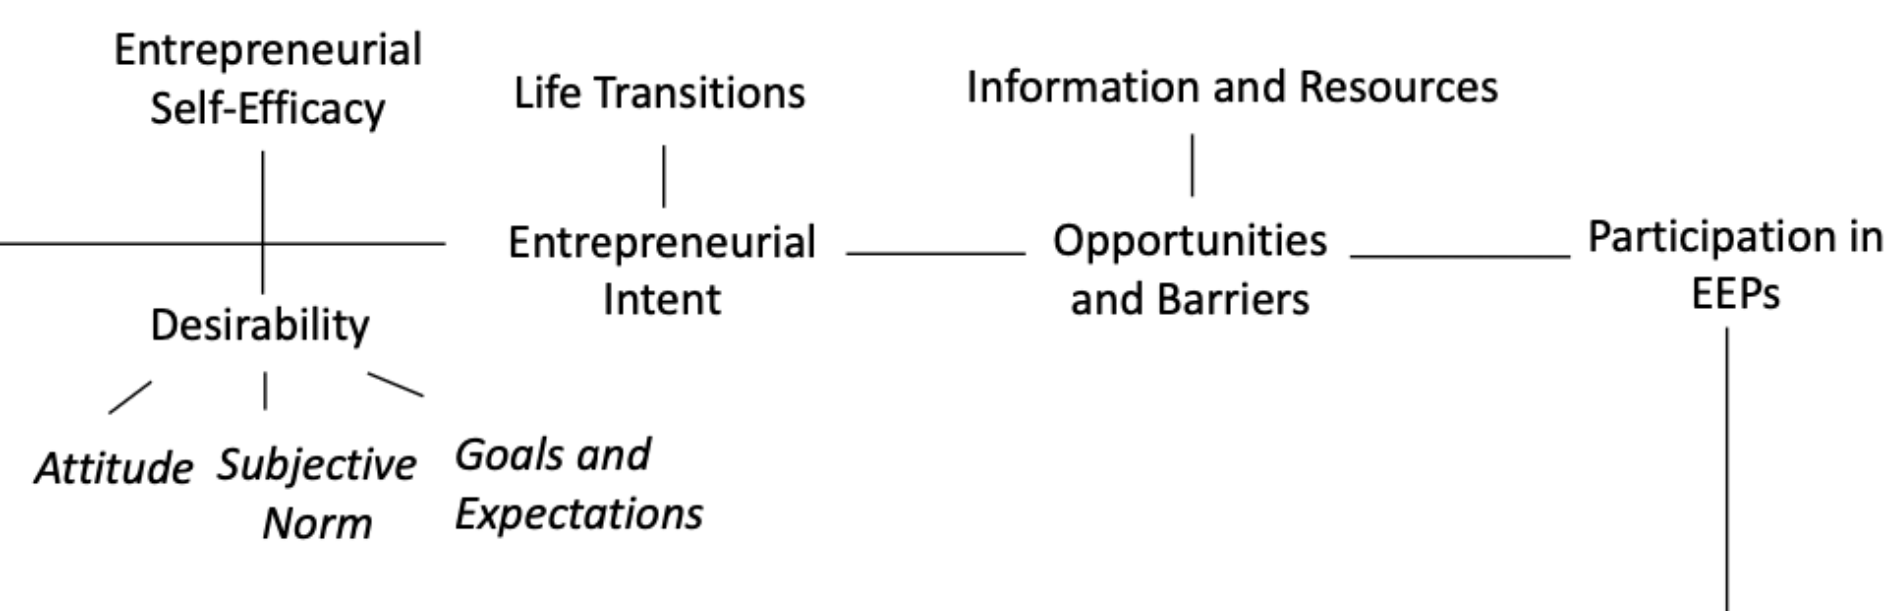 Entrepreneurial
Self-Efficacy
Life Transitions
Information and Resources
Entrepreneurial
Intent
Opportunities
and Barriers
Participation in
EEPs
Desirability
Attitude
Subjective
Norm
Goals and
Expectations